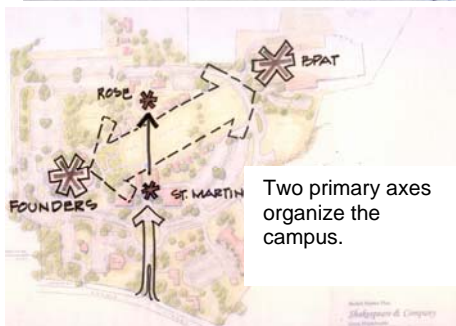 BPAT
ROSE
ST. MARTIN
FOUNDERS
Two primary axes
organize the
campus.
Shakespeare & Company